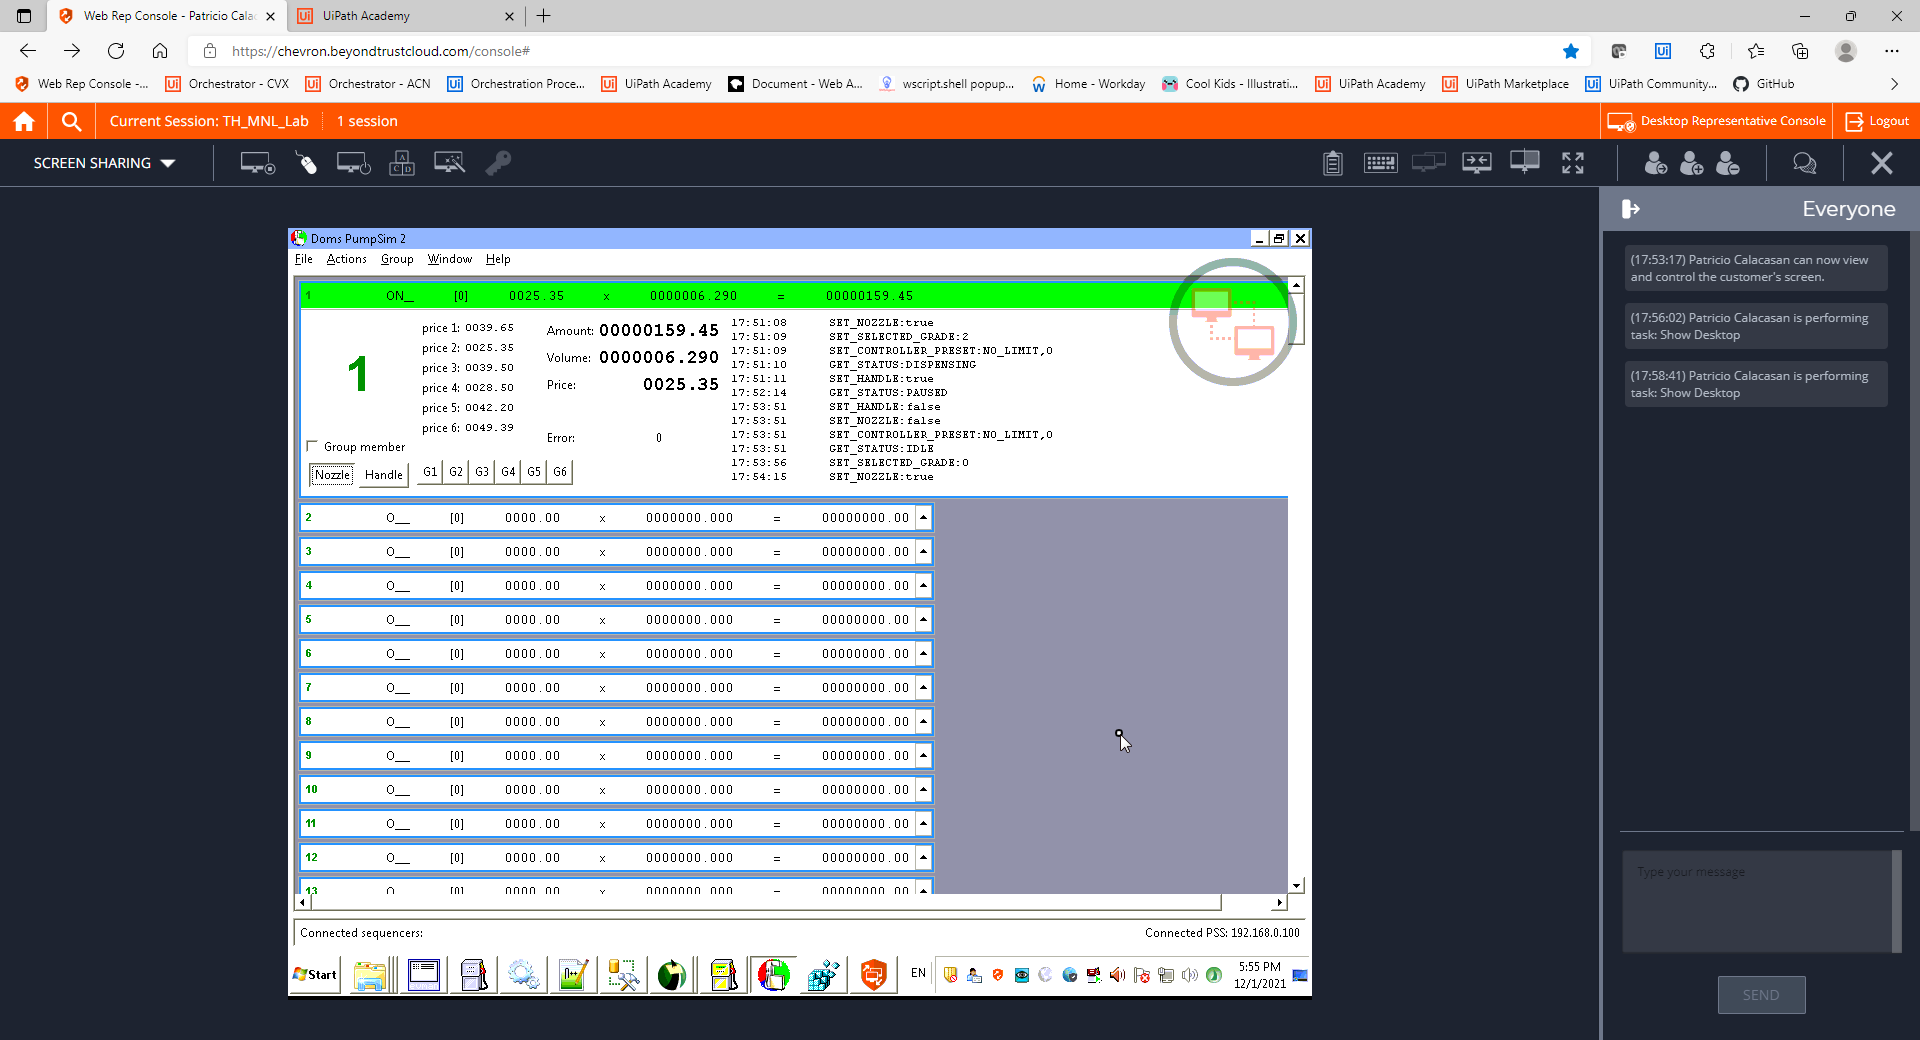 Web Rep Console - Patricio Cala
UiPath Academy
https://chevron.beyondtrustcloud.com/console#
Web Rep Console -...
Orchestrator - CVX
Orchestrator - ACN
Orchestration Proce...
UiPath Academy
Document - Web A...
wscript.shell popup...
Home - Workday
Cool Kids - Illustrati...
UiPath Academy
UiPath Marketplace
UiPath Community...
GitHub
Current Session: TH_MNL_Lab
1 session
Desktop Representative Console
Logout
SCREEN SHARING
Everyone
(17:53:17) Patricio Calacasan can now view
and control the customer's screen.
(17:56:02) Patricio Calacasan is performing
task: Show Desktop
(17:58:41) Patricio Calacasan is performing
task: Show Desktop
Type your message
SEND
Doms PumpSim 2
File Actions Group Window Help
1 ON_ [0] 0025.35 x 0000006.290 = 00000159.45
1
price 1: 0039.65
price 2: 0025.35
price 3: 0039.50
price 4: 0028.50
price 5: 0042.20
price 6: 0049.39
Amount: 00000159.45
Volume: 0000006.290
Price: 0025.35
Error: 0
Group member
Nozzle Handle G1 G2 G3 G4 G5 G6
17:51:08 SET_NOZZLE:true
17:51:09 SET_SELECTED_GRADE:2
17:51:09 SET_CONTROLLER_PRESET:NO_LIMIT,0
17:51:10 GET_STATUS:DISPENSING
17:51:11 SET_HANDLE:true
17:52:14 GET_STATUS:PAUSED
17:53:51 SET_HANDLE:false
17:53:51 SET_NOZZLE:false
17:53:51 SET_CONTROLLER_PRESET:NO_LIMIT,0
17:53:51 GET_STATUS:IDLE
17:53:56 SET_SELECTED_GRADE:0
17:54:15 SET_NOZZLE:true
2 O__ [0] 0000.00 x 0000000.000 = 00000000.00
3 O__ [0] 0000.00 x 0000000.000 = 00000000.00
4 O__ [0] 0000.00 x 0000000.000 = 00000000.00
5 O__ [0] 0000.00 x 0000000.000 = 00000000.00
6 O__ [0] 0000.00 x 0000000.000 = 00000000.00
7 O__ [0] 0000.00 x 0000000.000 = 00000000.00
8 O__ [0] 0000.00 x 0000000.000 = 00000000.00
9 O__ [0] 0000.00 x 0000000.000 = 00000000.00
10 O__ [0] 0000.00 x 0000000.000 = 00000000.00
11 O__ [0] 0000.00 x 0000000.000 = 00000000.00
12 O__ [0] 0000.00 x 0000000.000 = 00000000.00
13 O [0] 0000.00 x 0000000.000 = 00000000.00
Connected sequencers:
Connected PSS: 192.168.0.100
Start
EN
5:55 PM
12/1/2021